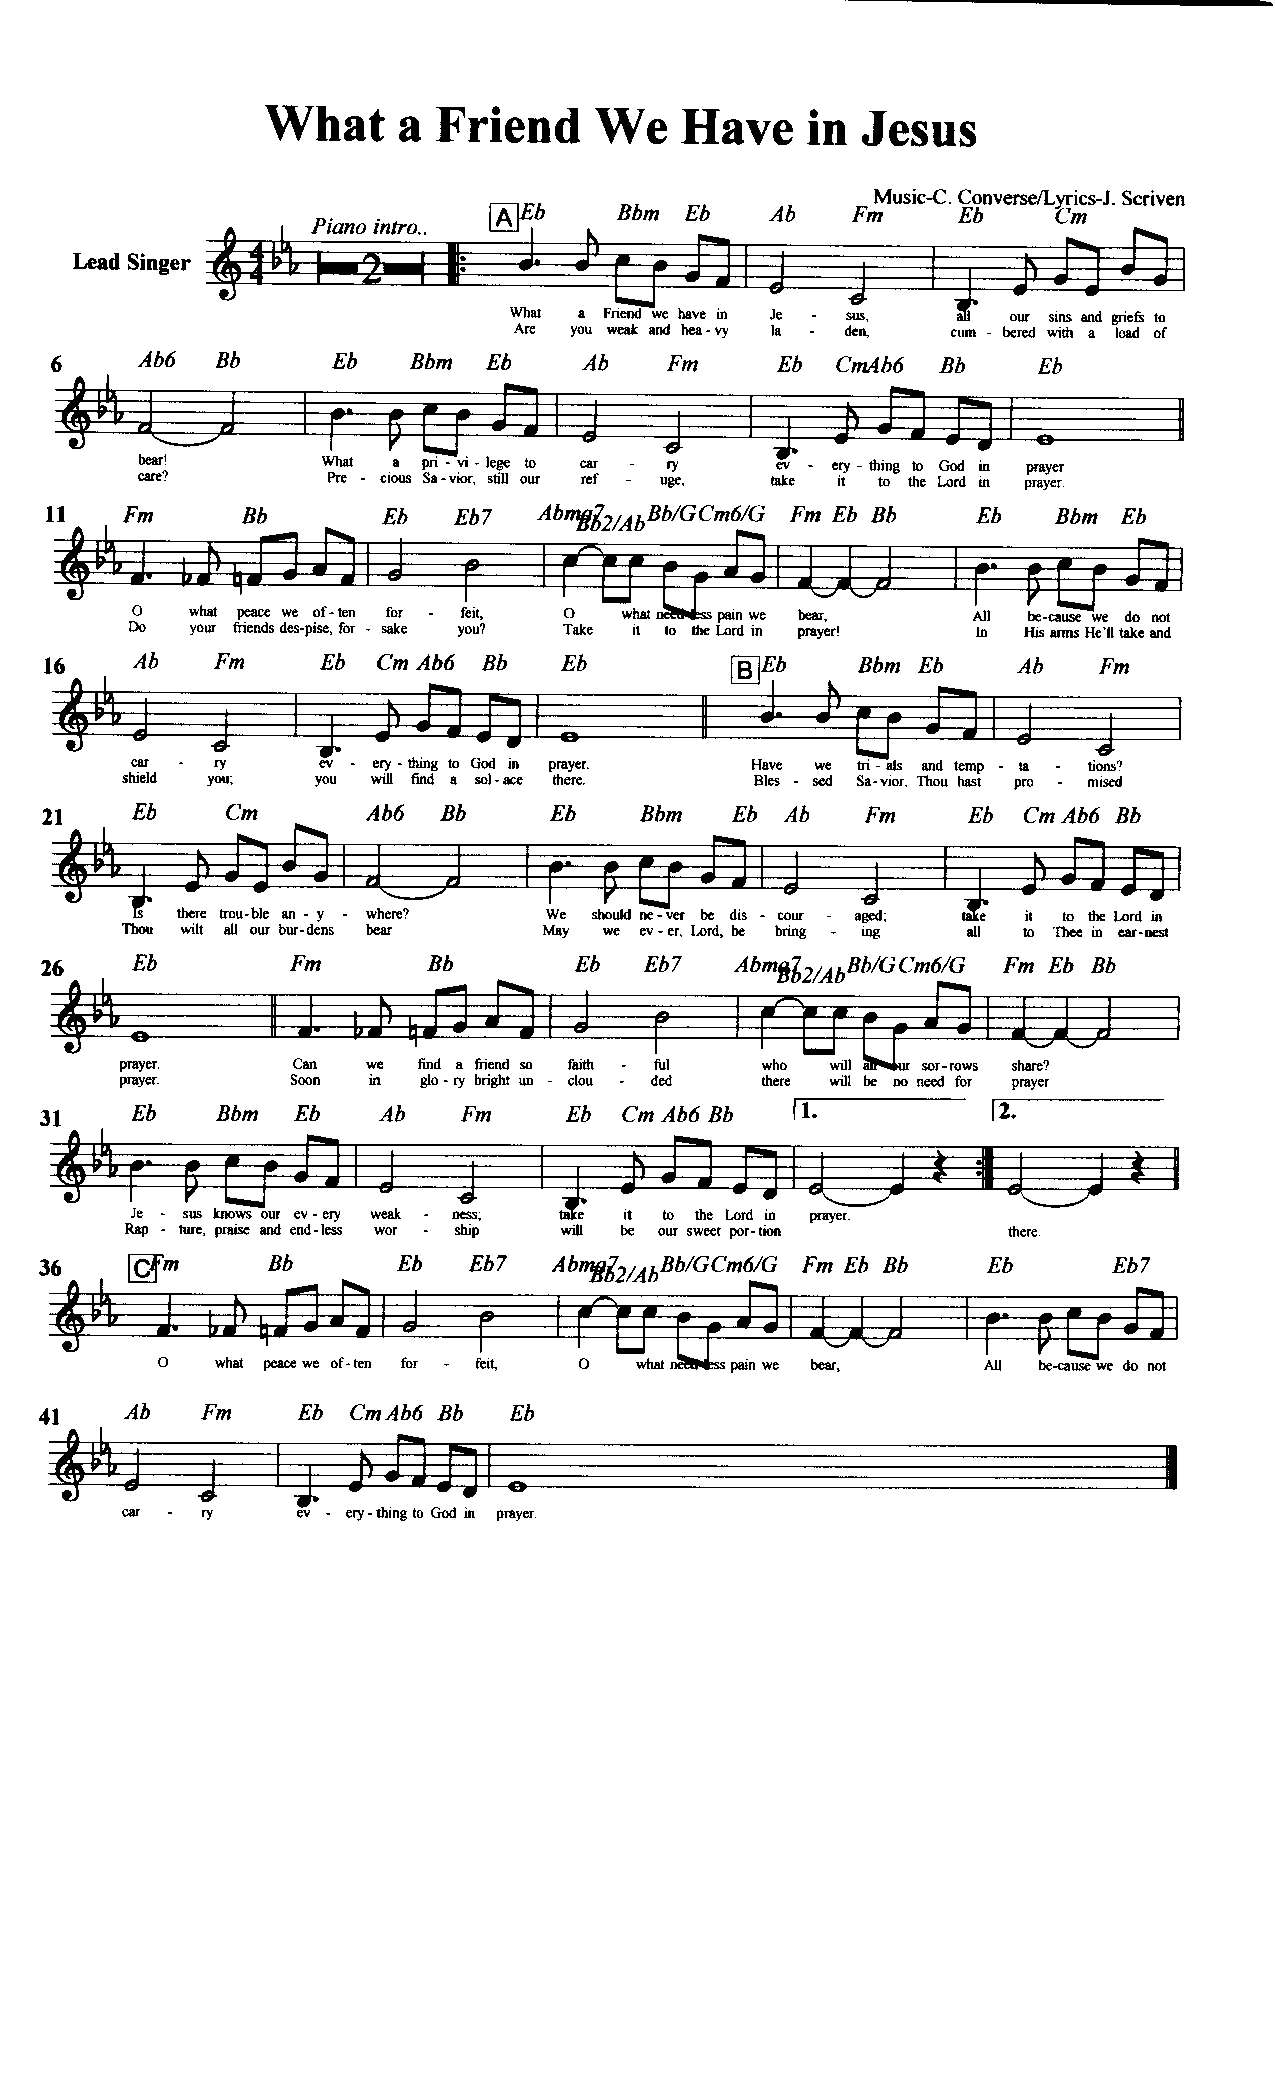 What a Friend We Have in Jesus
Music-C. Converse/Lyrics-J. Scriven
Piano intro.. A Eb Bbm Eb Ab Fm Eb Cm
Lead Singer 4/4 2
What a Friend we have in Je - sus, all our sins and griefs to
Are you weak and hea - vy la - den, cum - bered with a load of
6 Ab6 Bb Eb Bbm Eb Ab Fm Eb Cm Ab6 Bb Eb
bear! What a pri - vi - lege to car - ry ev - ery - thing to God in prayer
care? Pre - cious Sa - vior, still our ref - uge, take it to the Lord in prayer.
11 Fm Bb Eb Eb7 Abma7 Bb2/Ab Bb/G Cm6/G Fm Eb Bb Eb Bbm Eb
O what peace we of - ten for - feit, O what need-less pain we bear, All be-cause we do not
Do your friends des - pise, for - sake you? Take it to the Lord in prayer! In His arms He'll take and
16 Ab Fm Eb Cm Ab6 Bb Eb B Eb Bbm Eb Ab Fm
car - ry ev - ery - thing to God in prayer. Have we tri - als and temp - ta - tions?
shield you; you will find a sol - ace there. Bles - sed Sa - vior, Thou hast pro - mised
21 Eb Cm Ab6 Bb Eb Bbm Eb Ab Fm Eb Cm Ab6 Bb
Is there trou - ble an - y - where? We should ne - ver be dis - cour - aged; take it to the Lord in
Thou wilt all our bur - dens bear May we ev - er, Lord, be bring - ing all to Thee in ear - nest
26 Eb Fm Bb Eb Eb7 Abma7 Bb2/Ab Bb/G Cm6/G Fm Eb Bb
prayer. Can we find a friend so faith - ful who will all our sor - rows share?
prayer. Soon in glo - ry bright un - clou - ded there will be no need for prayer
31 Eb Bbm Eb Ab Fm Eb Cm Ab6 Bb 1. 2.
Je - sus knows our ev - ery weak - ness; take it to the Lord in prayer.
Rap - ture, praise and end - less wor - ship will be our sweet por - tion there.
36 C Fm Bb Eb Eb7 Abma7 Bb2/Ab Bb/G Cm6/G Fm Eb Bb Eb Eb7
O what peace we of - ten for - feit, O what need-less pain we bear, All be-cause we do not
41 Ab Fm Eb Cm Ab6 Bb Eb
car - ry ev - ery - thing to God in prayer.